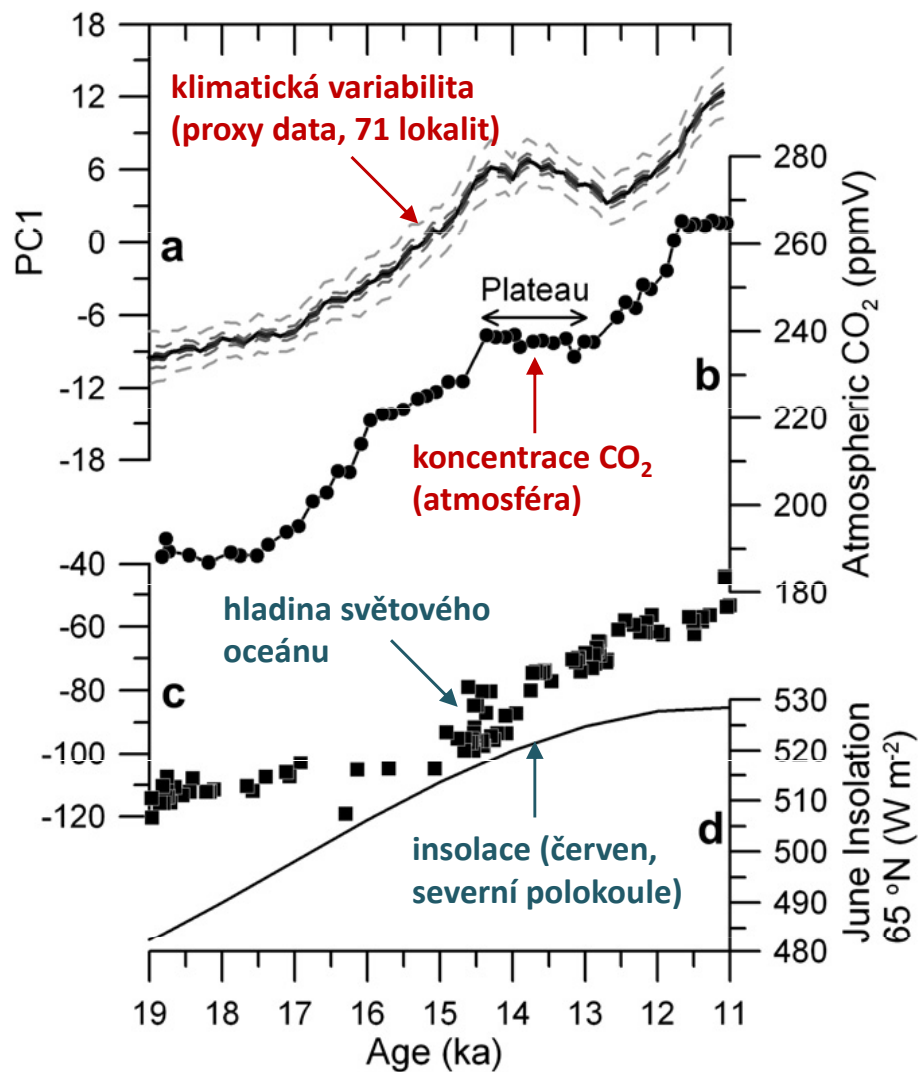 18
12
6
0
-6
-12
-18
PC1
a
klimatická variabilita
(proxy data, 71 lokalit)
280
260
240
220
200
180
Atmospheric CO₂ (ppmV)
b
Plateau
koncentrace CO₂
(atmosféra)
-40
-60
-80
-100
-120
c
hladina světového
oceánu
530
520
510
500
490
480
June Insolation
65 ºN (W m⁻²)
d
insolace (červen,
severní polokoule)
19 18 17 16 15 14 13 12 11
Age (ka)